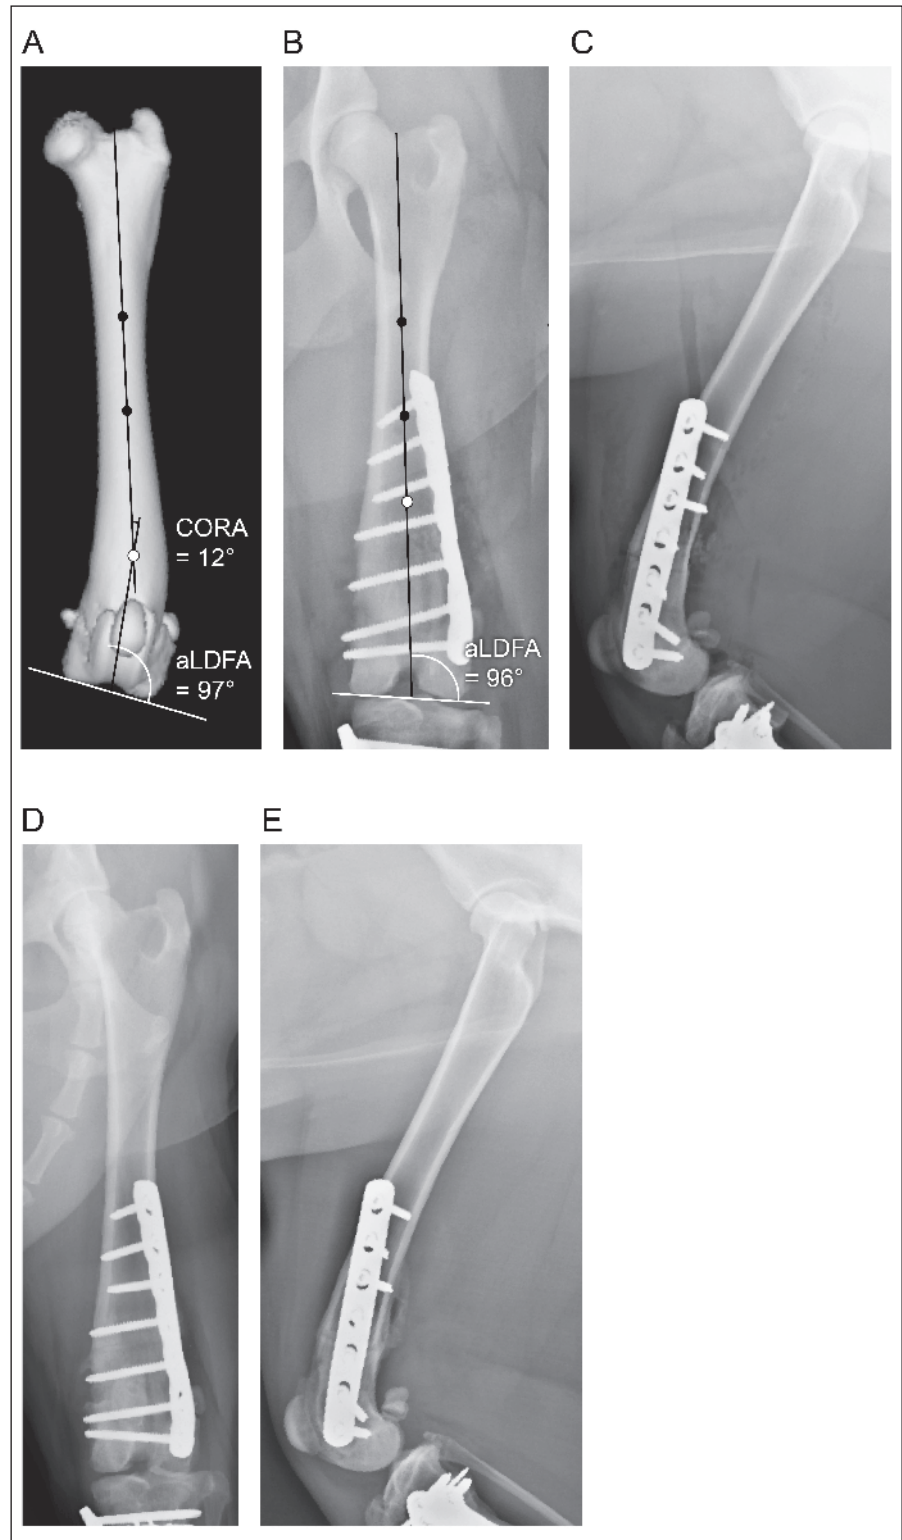 A
B
C
CORA
= 12°
aLDFA
= 97°
aLDFA
= 96°
D
E